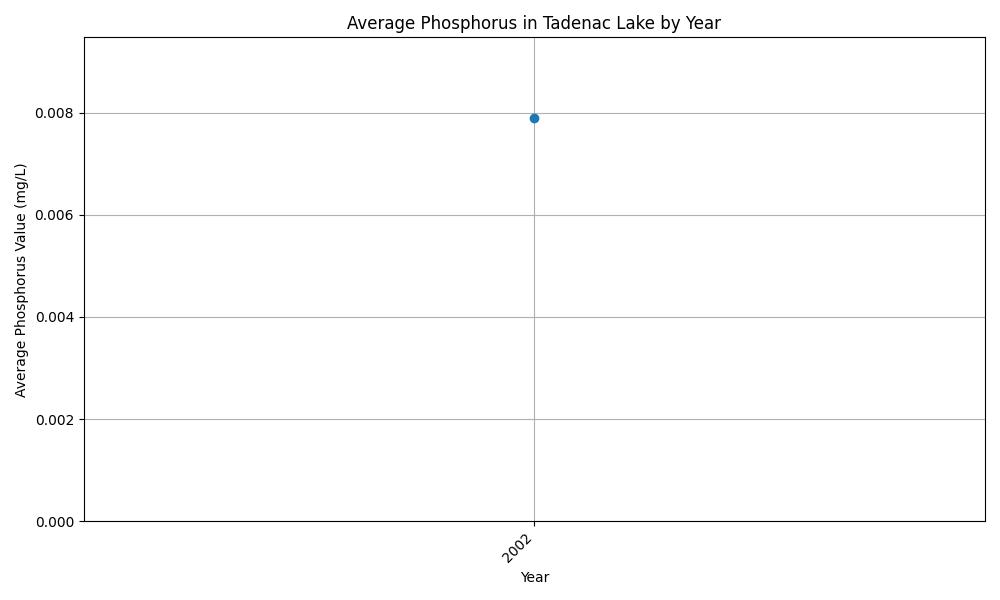 Average Phosphorus in Tadenac Lake by Year
Average Phosphorus Value (mg/L)
0.008
0.006
0.004
0.002
0.000
2002
Year